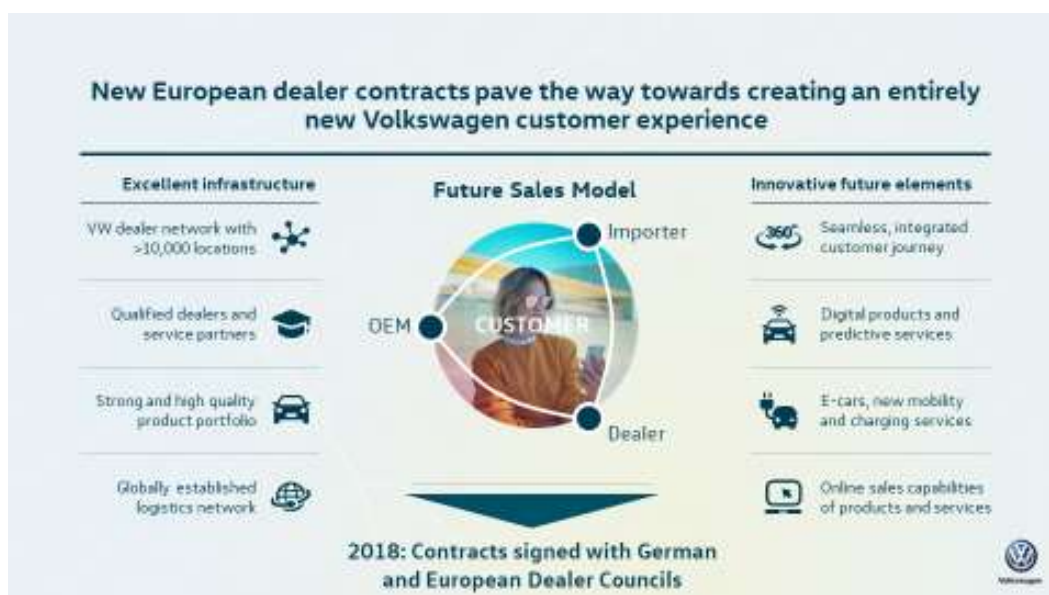 New European dealer contracts pave the way towards creating an entirely
new Volkswagen customer experience
Excellent infrastructure
VW dealer network with
>10,000 locations
Qualified dealers and
service partners
Strong and high quality
product portfolio
Globally established
logistics network
Future Sales Model
Importer
OEM
CUSTOMER
Dealer
2018: Contracts signed with German
and European Dealer Councils
Innovative future elements
360°
Seamless, integrated
customer journey
Digital products and
predictive services
E-cars, new mobility
and charging services
Online sales capabilities
of products and services
Volkswagen